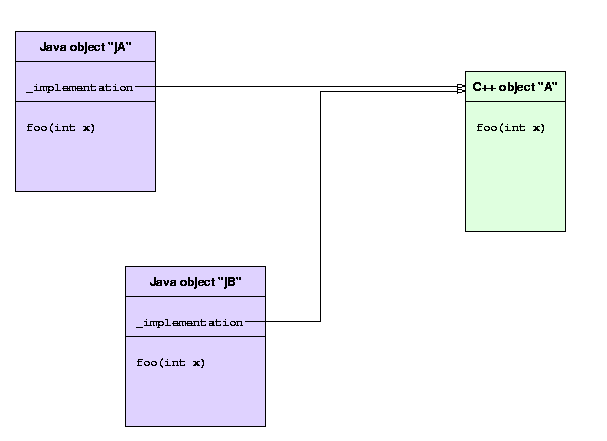 Java object "jA"
_implementation
foo(int x)
C++ object "A"
foo(int x)
Java object "jB"
_implementation
foo(int x)